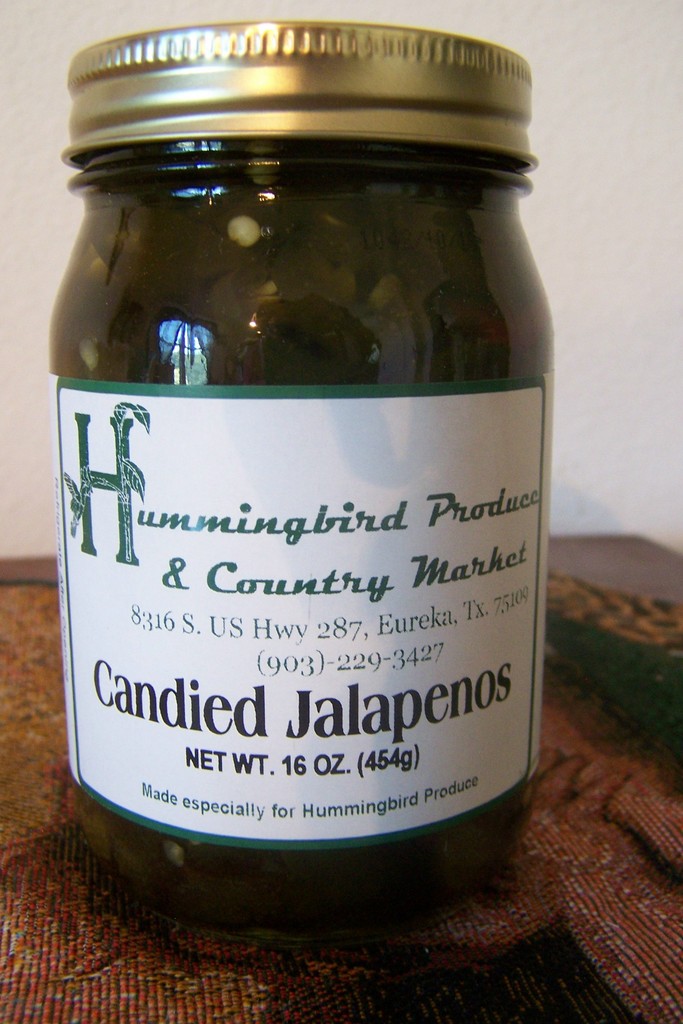 Hummingbird Produce
& Country Market
8316 S. US Hwy 287, Eureka, Tx. 75109
(903)-229-3427
Candied Jalapenos
NET WT. 16 OZ. (454g)
Made especially for Hummingbird Produce